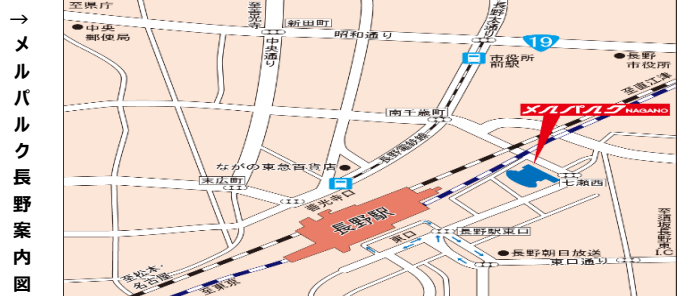 →メルパルク長野案内図
至県庁
中央
郵便局
至善光寺
中央通り
新田町
昭和通り
長野大通り
19
市役所
前駅
長野
市役所
至直江津
メルパルク NAGANO
南千歳町
長野電鉄線
ながの東急百貨店
末広町
善光寺口
長野駅
七瀬西
東口
長野駅東口
長野朝日放送
東口通り
至須坂長野東I.C
至松本・
名古屋
至東京